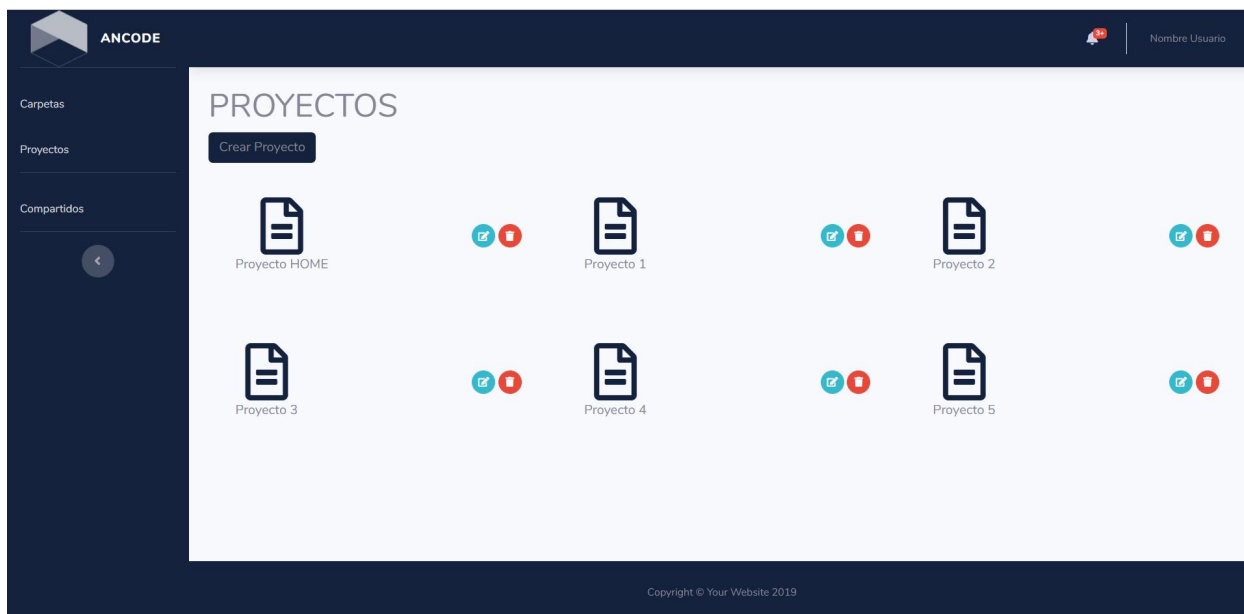 ANCODE
3+
Nombre Usuario
Carpetas
Proyectos
Compartidos
PROYECTOS
Crear Proyecto
Proyecto HOME
Proyecto 1
Proyecto 2
Proyecto 3
Proyecto 4
Proyecto 5
Copyright © Your Website 2019